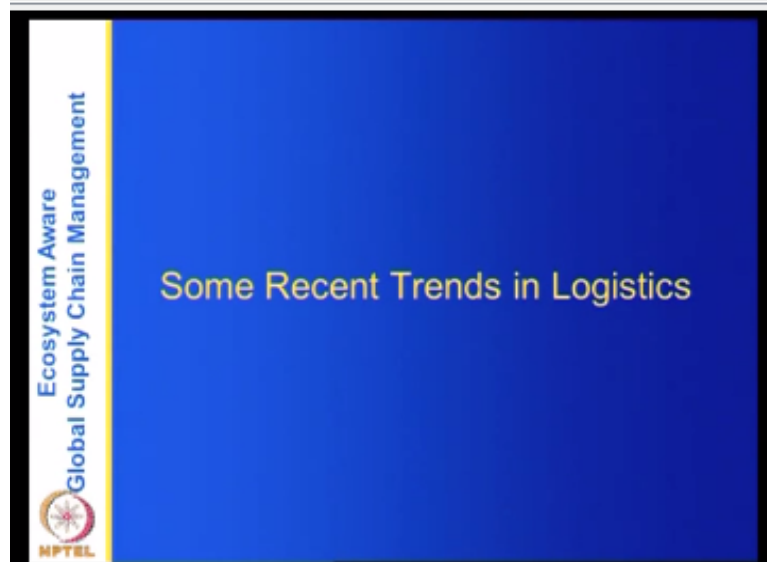 Ecosystem Aware
Global Supply Chain Management
Some Recent Trends in Logistics
NPTEL